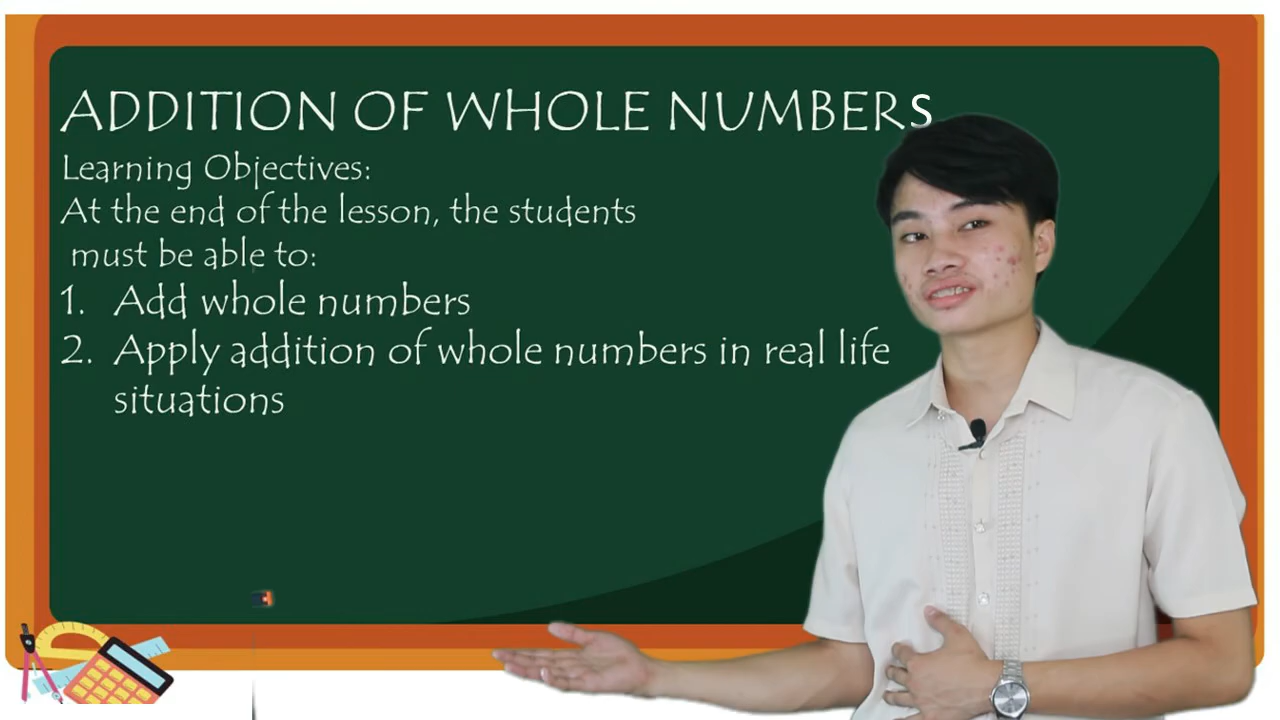 ADDITION OF WHOLE NUMBERS
Learning Objectives:
At the end of the lesson, the students
must be able to:
1. Add whole numbers
2. Apply addition of whole numbers in real life
situations